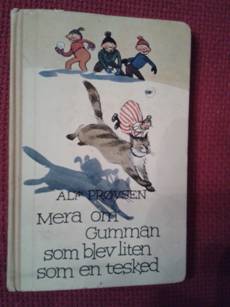 ALF PRØYSEN
Mera om
Gumman
som blev liten
som en tesked